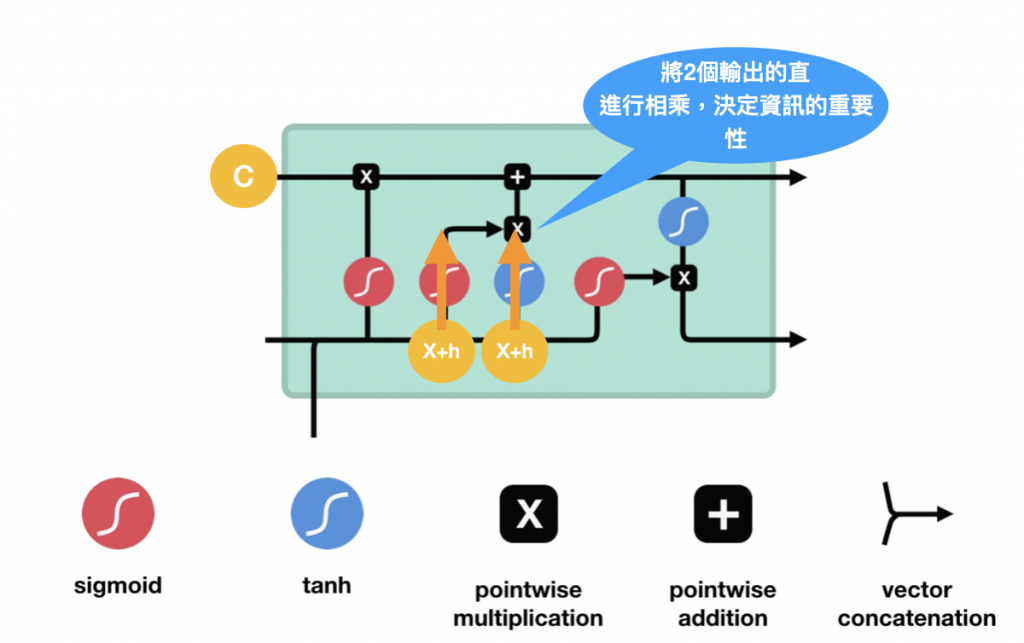 將2個輸出的直
進行相乘，決定資訊的重要
性
C
X
+
X
X
X+h
X+h
X
+
sigmoid
tanh
pointwise
multiplication
pointwise
addition
vector
concatenation